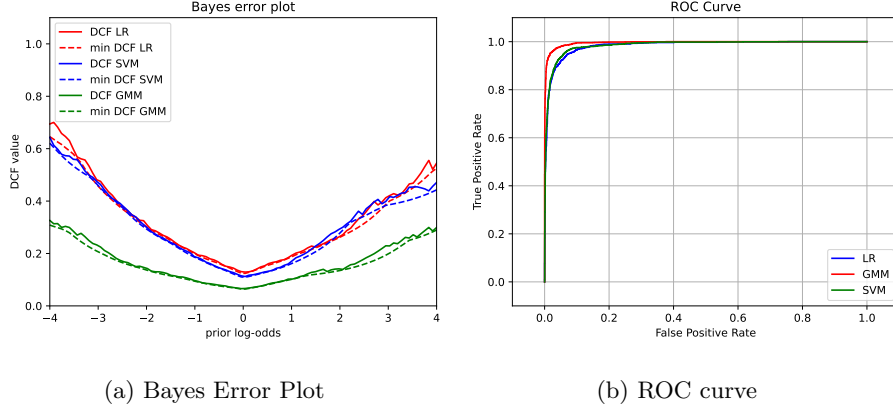 Bayes error plot
DCF LR
min DCF LR
DCF SVM
min DCF SVM
DCF GMM
min DCF GMM
DCF value
1.0
0.8
0.6
0.4
0.2
0.0
−4 −3 −2 −1 0 1 2 3 4
prior log-odds
(a) Bayes Error Plot
ROC Curve
True Positive Rate
1.0
0.8
0.6
0.4
0.2
0.0
LR
GMM
SVM
0.0 0.2 0.4 0.6 0.8 1.0
False Positive Rate
(b) ROC curve